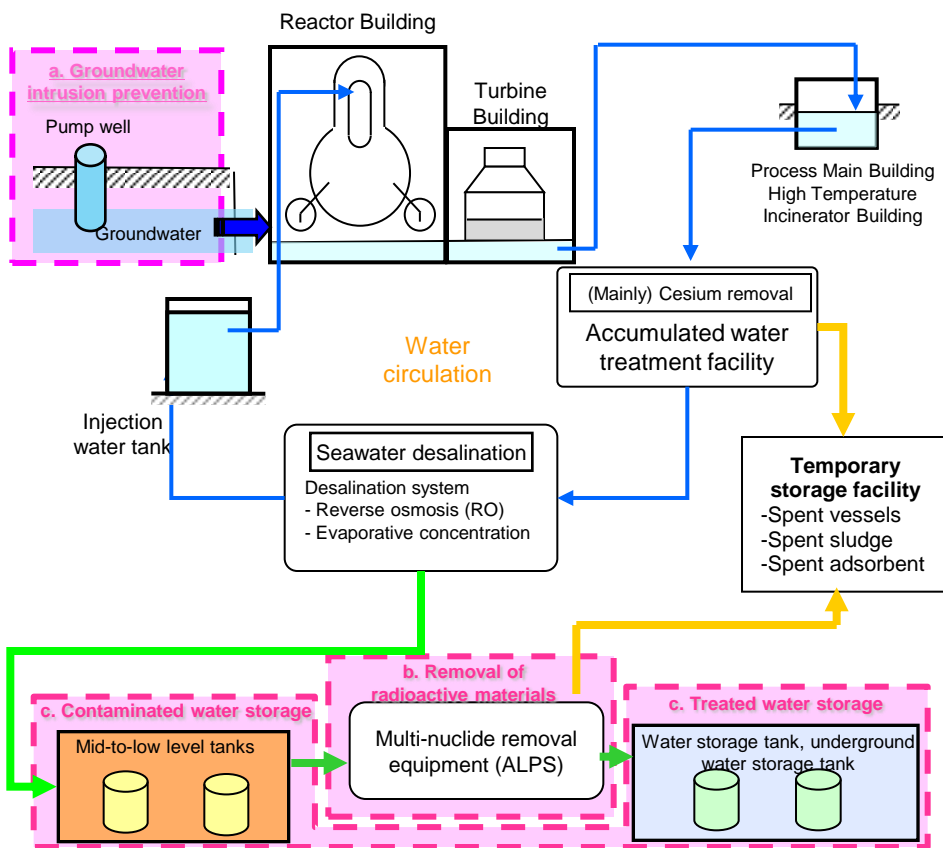 Reactor Building
a. Groundwater
intrusion prevention
Pump well
Groundwater
Turbine
Building
Process Main Building
High Temperature
Incinerator Building
(Mainly) Cesium removal
Accumulated water
treatment facility
Water
circulation
Injection
water tank
Seawater desalination
Desalination system
- Reverse osmosis (RO)
- Evaporative concentration
Temporary
storage facility
-Spent vessels
-Spent sludge
-Spent adsorbent
b. Removal of
radioactive materials
Multi-nuclide removal
equipment (ALPS)
c. Contaminated water storage
Mid-to-low level tanks
c. Treated water storage
Water storage tank, underground
water storage tank